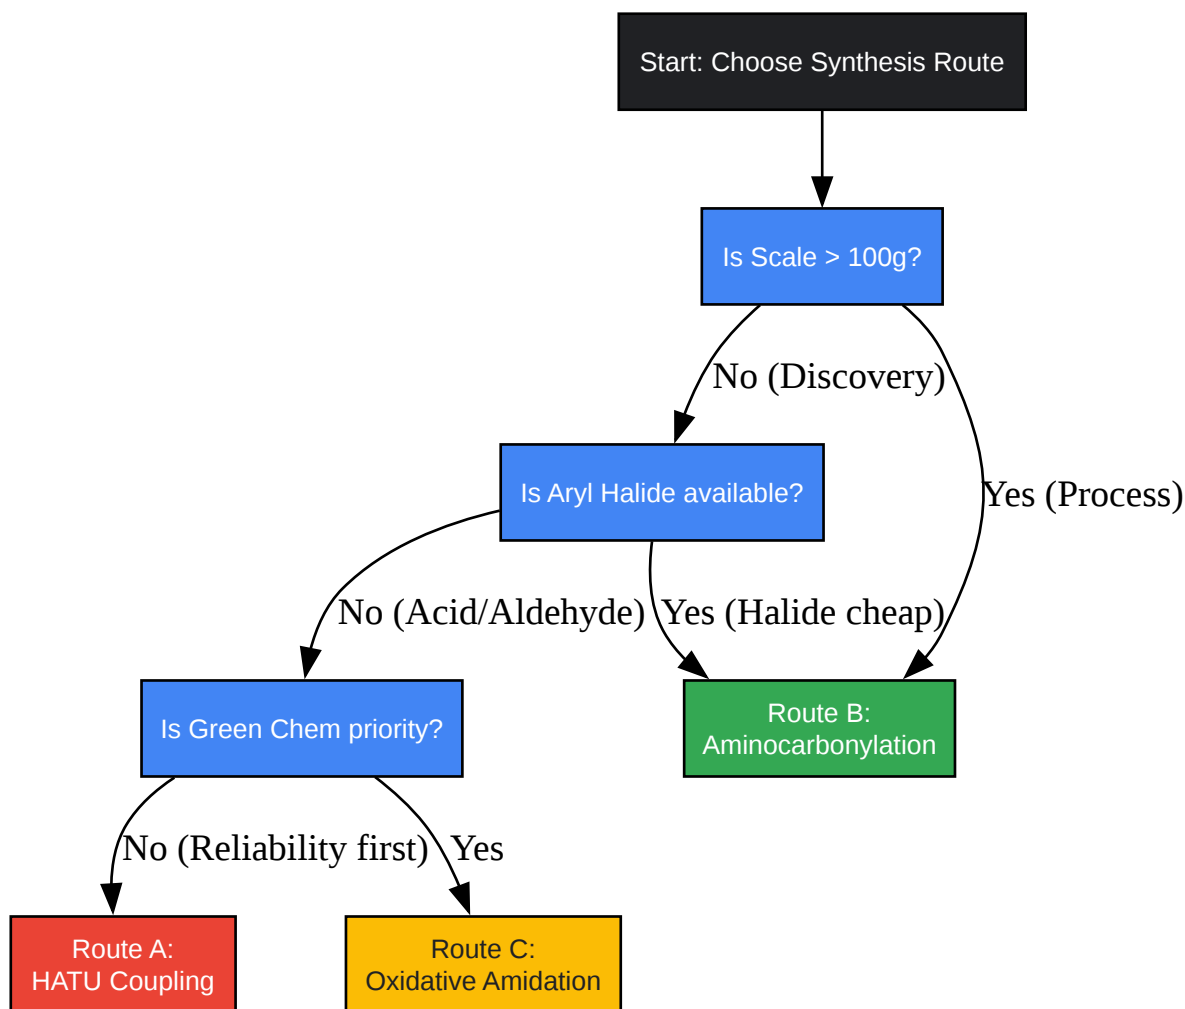 Start: Choose Synthesis Route
Is Scale > 100g?
No (Discovery)
Is Aryl Halide available?
Yes (Process)
No (Acid/Aldehyde)
Yes (Halide cheap)
Is Green Chem priority?
Route B:
Aminocarbonylation
No (Reliability first)
Yes
Route A:
HATU Coupling
Route C:
Oxidative Amidation